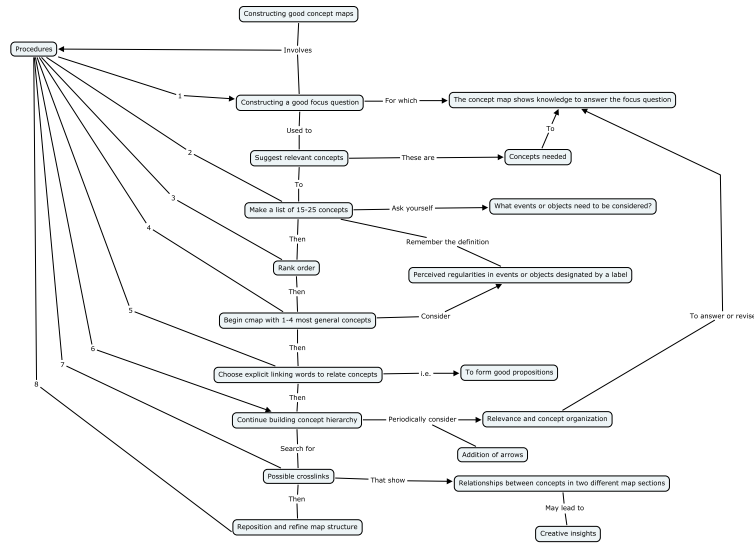 Constructing good concept maps
Involves
Procedures
1
Constructing a good focus question
For which
The concept map shows knowledge to answer the focus question
Used to
To
2
Suggest relevant concepts
These are
Concepts needed
To
3
Make a list of 15-25 concepts
Ask yourself
What events or objects need to be considered?
4
Then
Remember the definition
Rank order
Perceived regularities in events or objects designated by a label
Then
5
Begin cmap with 1-4 most general concepts
Consider
To answer or revise
6
Then
7
Choose explicit linking words to relate concepts
i.e.
To form good propositions
8
Then
Continue building concept hierarchy
Periodically consider
Relevance and concept organization
Search for
Addition of arrows
Possible crosslinks
That show
Relationships between concepts in two different map sections
Then
May lead to
Reposition and refine map structure
Creative insights